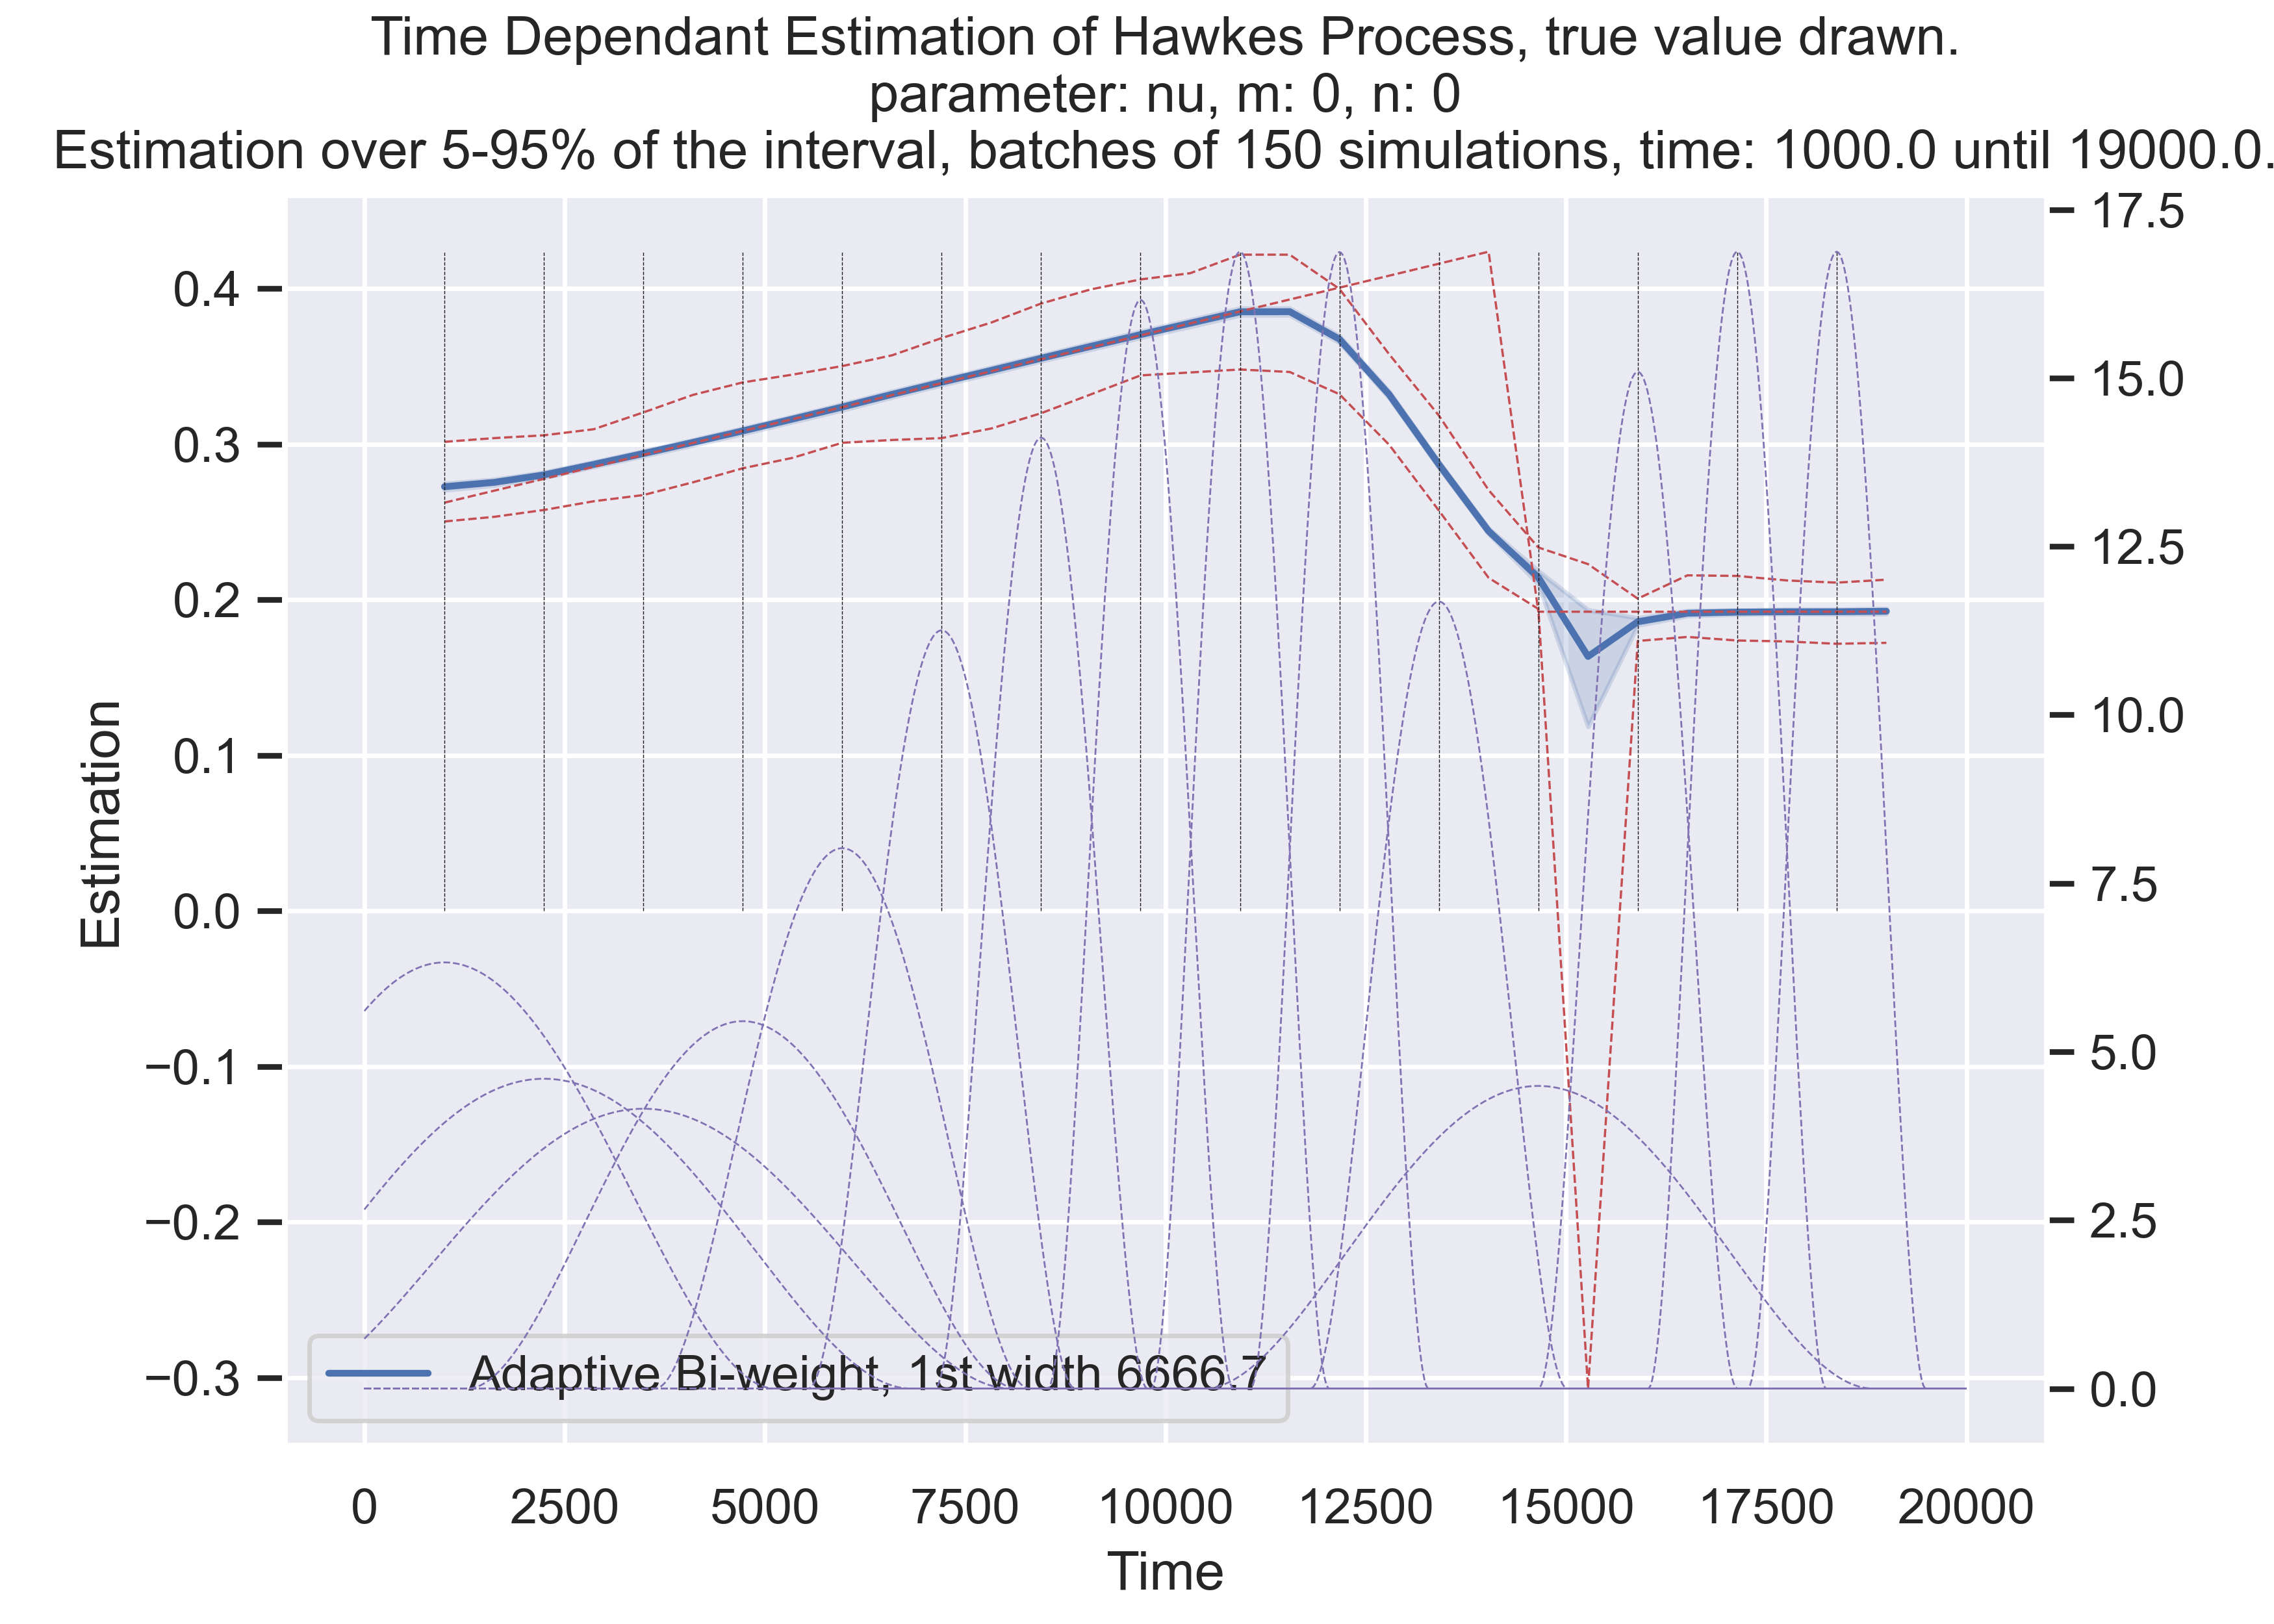 Time Dependant Estimation of Hawkes Process, true value drawn.
parameter: nu, m: 0, n: 0
Estimation over 5-95% of the interval, batches of 150 simulations, time: 1000.0 until 19000.0.
0.4
0.3
0.2
0.1
0.0
−0.1
−0.2
−0.3
Estimation
17.5
15.0
12.5
10.0
7.5
5.0
2.5
0.0
Adaptive Bi-weight, 1st width 6666.7
0 2500 5000 7500 10000 12500 15000 17500 20000
Time